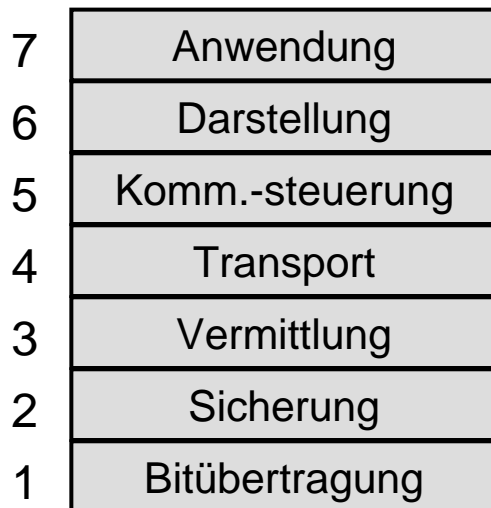 7 Anwendung
6 Darstellung
5 Komm.-steuerung
4 Transport
3 Vermittlung
2 Sicherung
1 Bitübertragung